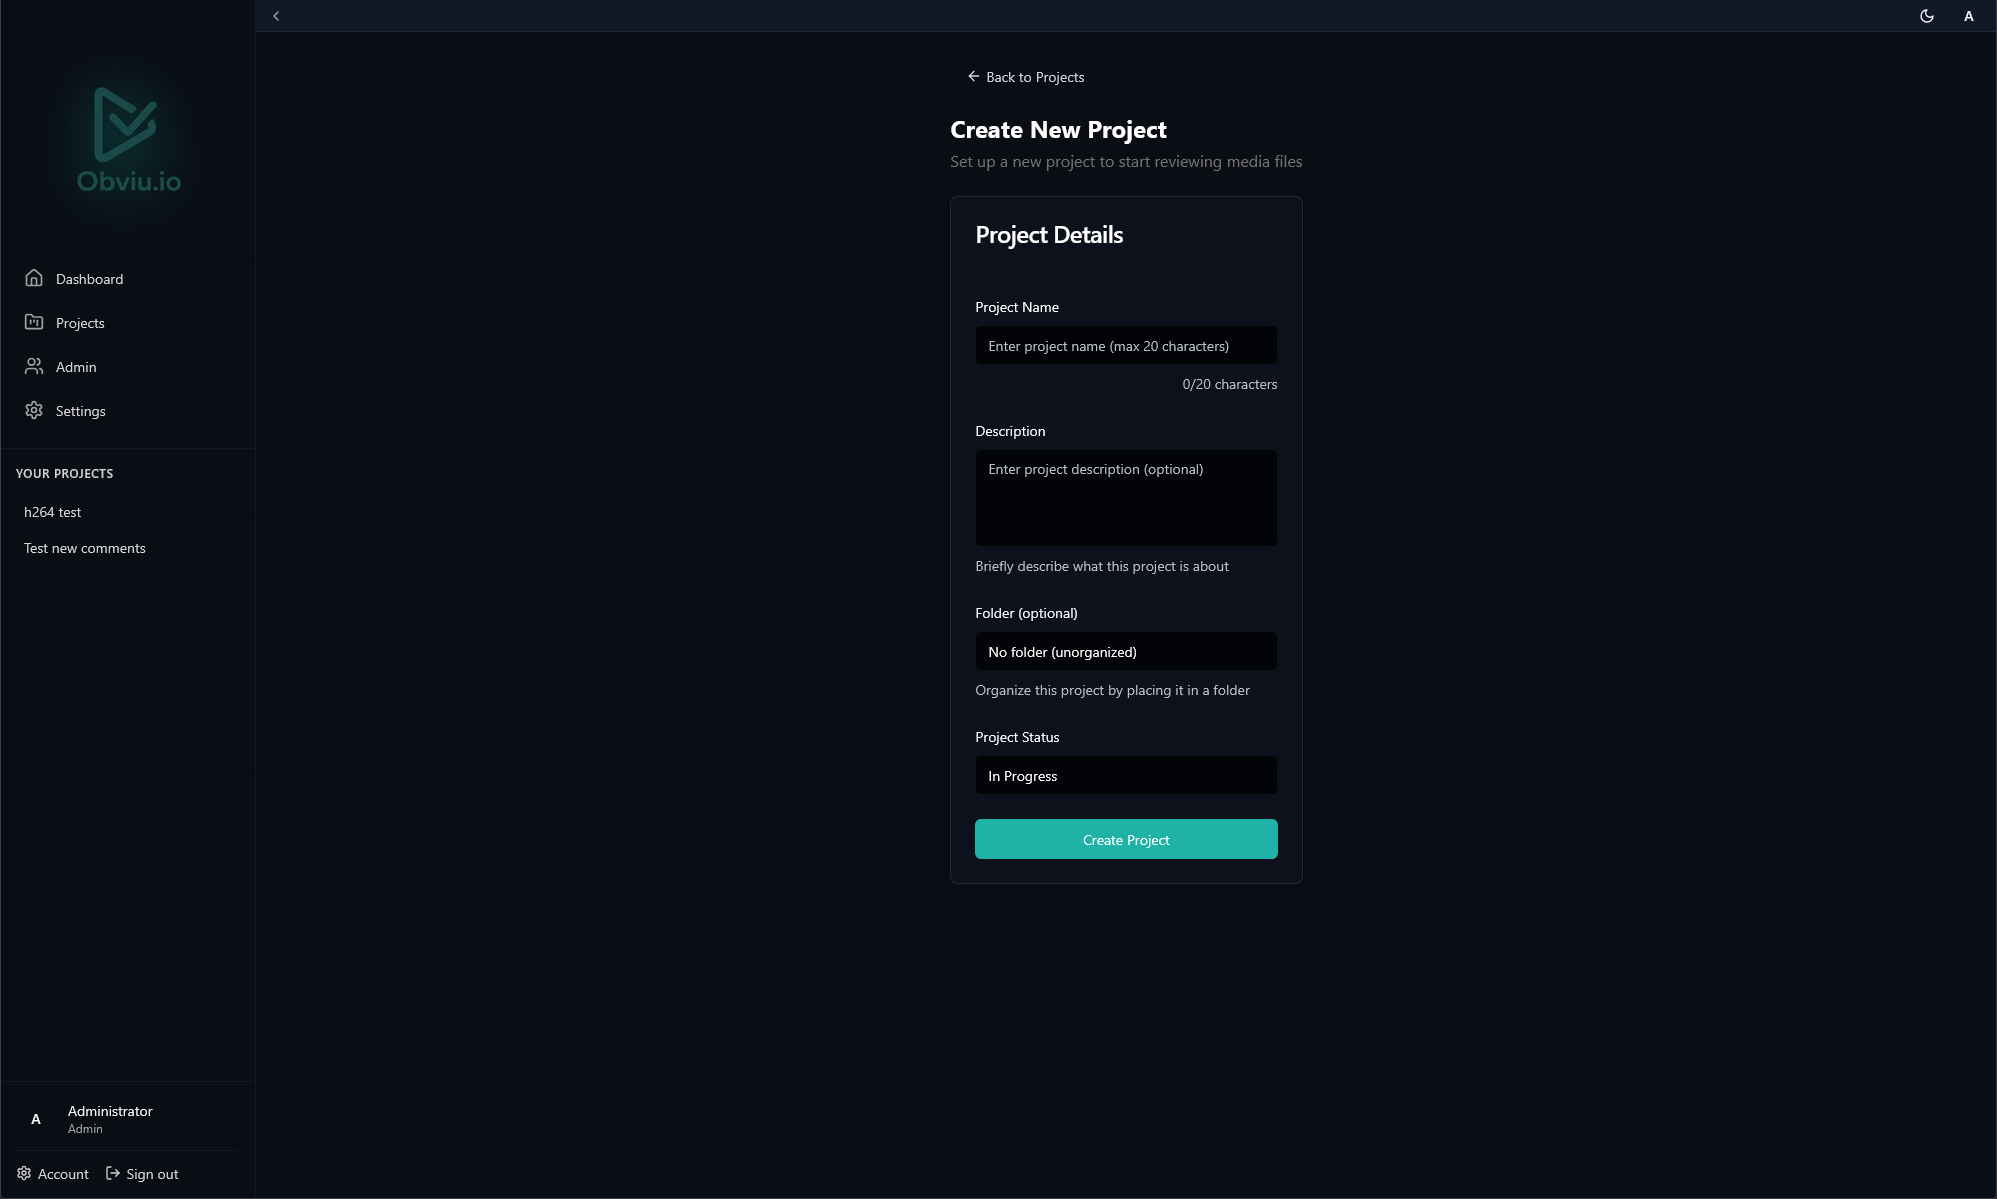 Obviu.io
Dashboard
Projects
Admin
Settings
YOUR PROJECTS
h264 test
Test new comments
A
Administrator
Admin
Account
Sign out
A
Back to Projects
Create New Project
Set up a new project to start reviewing media files
Project Details
Project Name
Enter project name (max 20 characters)
0/20 characters
Description
Enter project description (optional)
Briefly describe what this project is about
Folder (optional)
No folder (unorganized)
Organize this project by placing it in a folder
Project Status
In Progress
Create Project